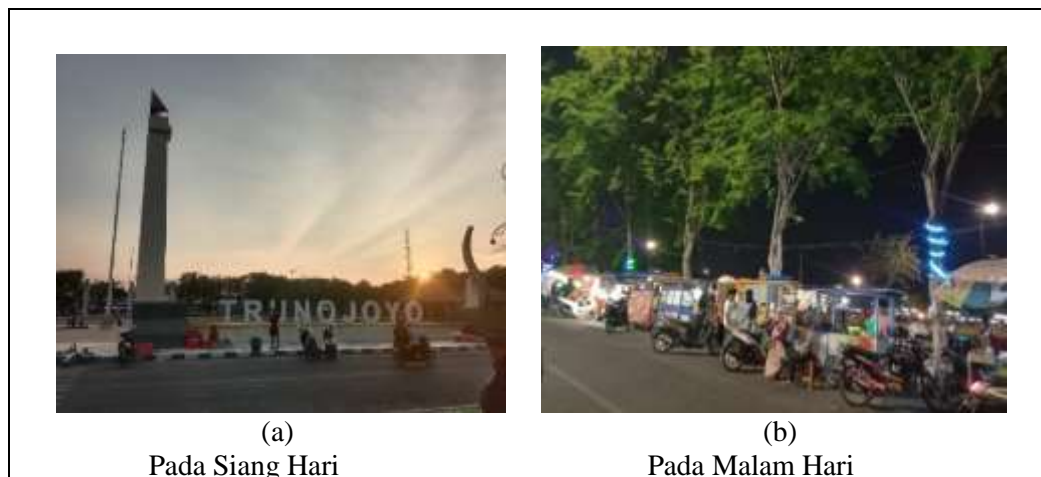 TRUNOJOYO
(a)
(b)
Pada Siang Hari
Pada Malam Hari